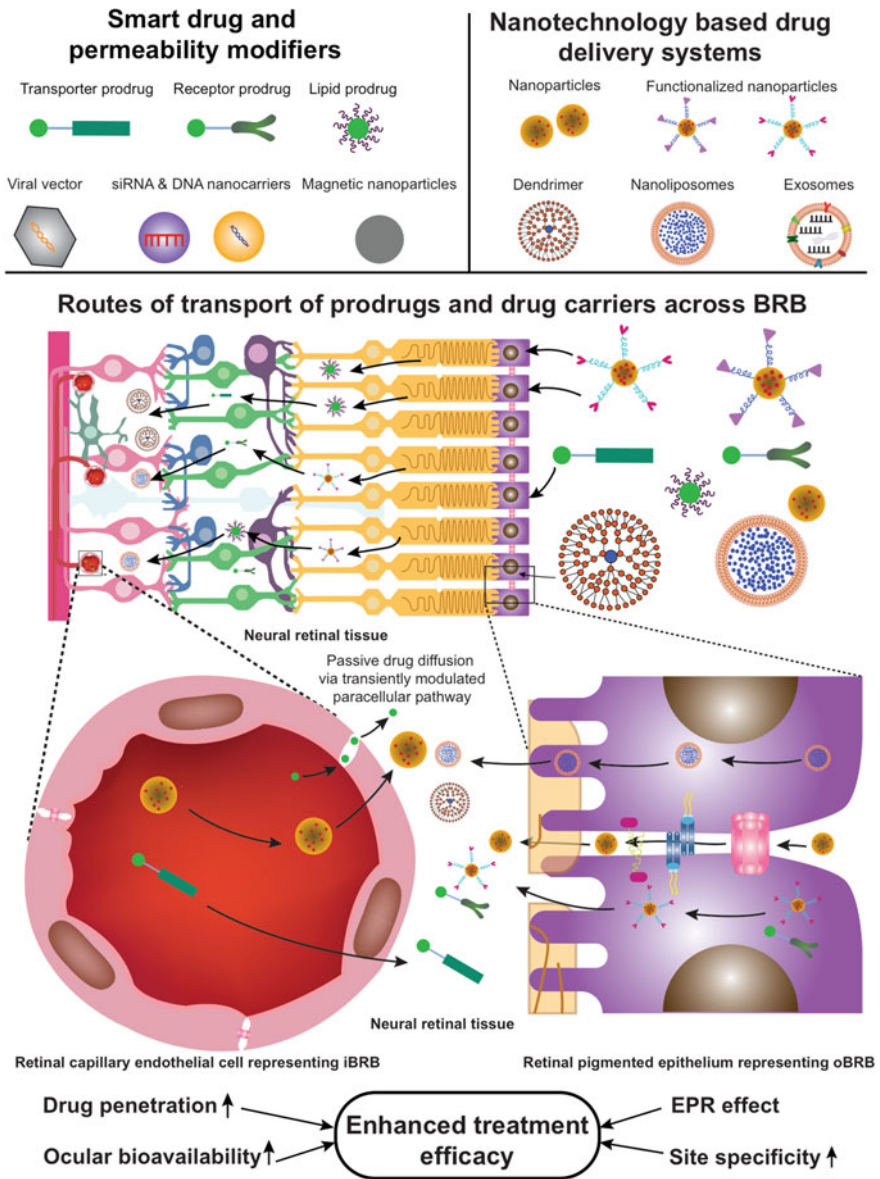 Smart drug and
permeability modifiers
Transporter prodrug
Receptor prodrug
Lipid prodrug
Viral vector
siRNA & DNA nanocarriers
Magnetic nanoparticles
Nanotechnology based drug
delivery systems
Nanoparticles
Functionalized nanoparticles
Dendrimer
Nanoliposomes
Exosomes
Routes of transport of prodrugs and drug carriers across BRB
Neural retinal tissue
Passive drug diffusion
via transiently modulated
paracellular pathway
Neural retinal tissue
Retinal capillary endothelial cell representing iBRB
Retinal pigmented epithelium representing oBRB
Drug penetration
Ocular bioavailability
Enhanced treatment
efficacy
EPR effect
Site specificity